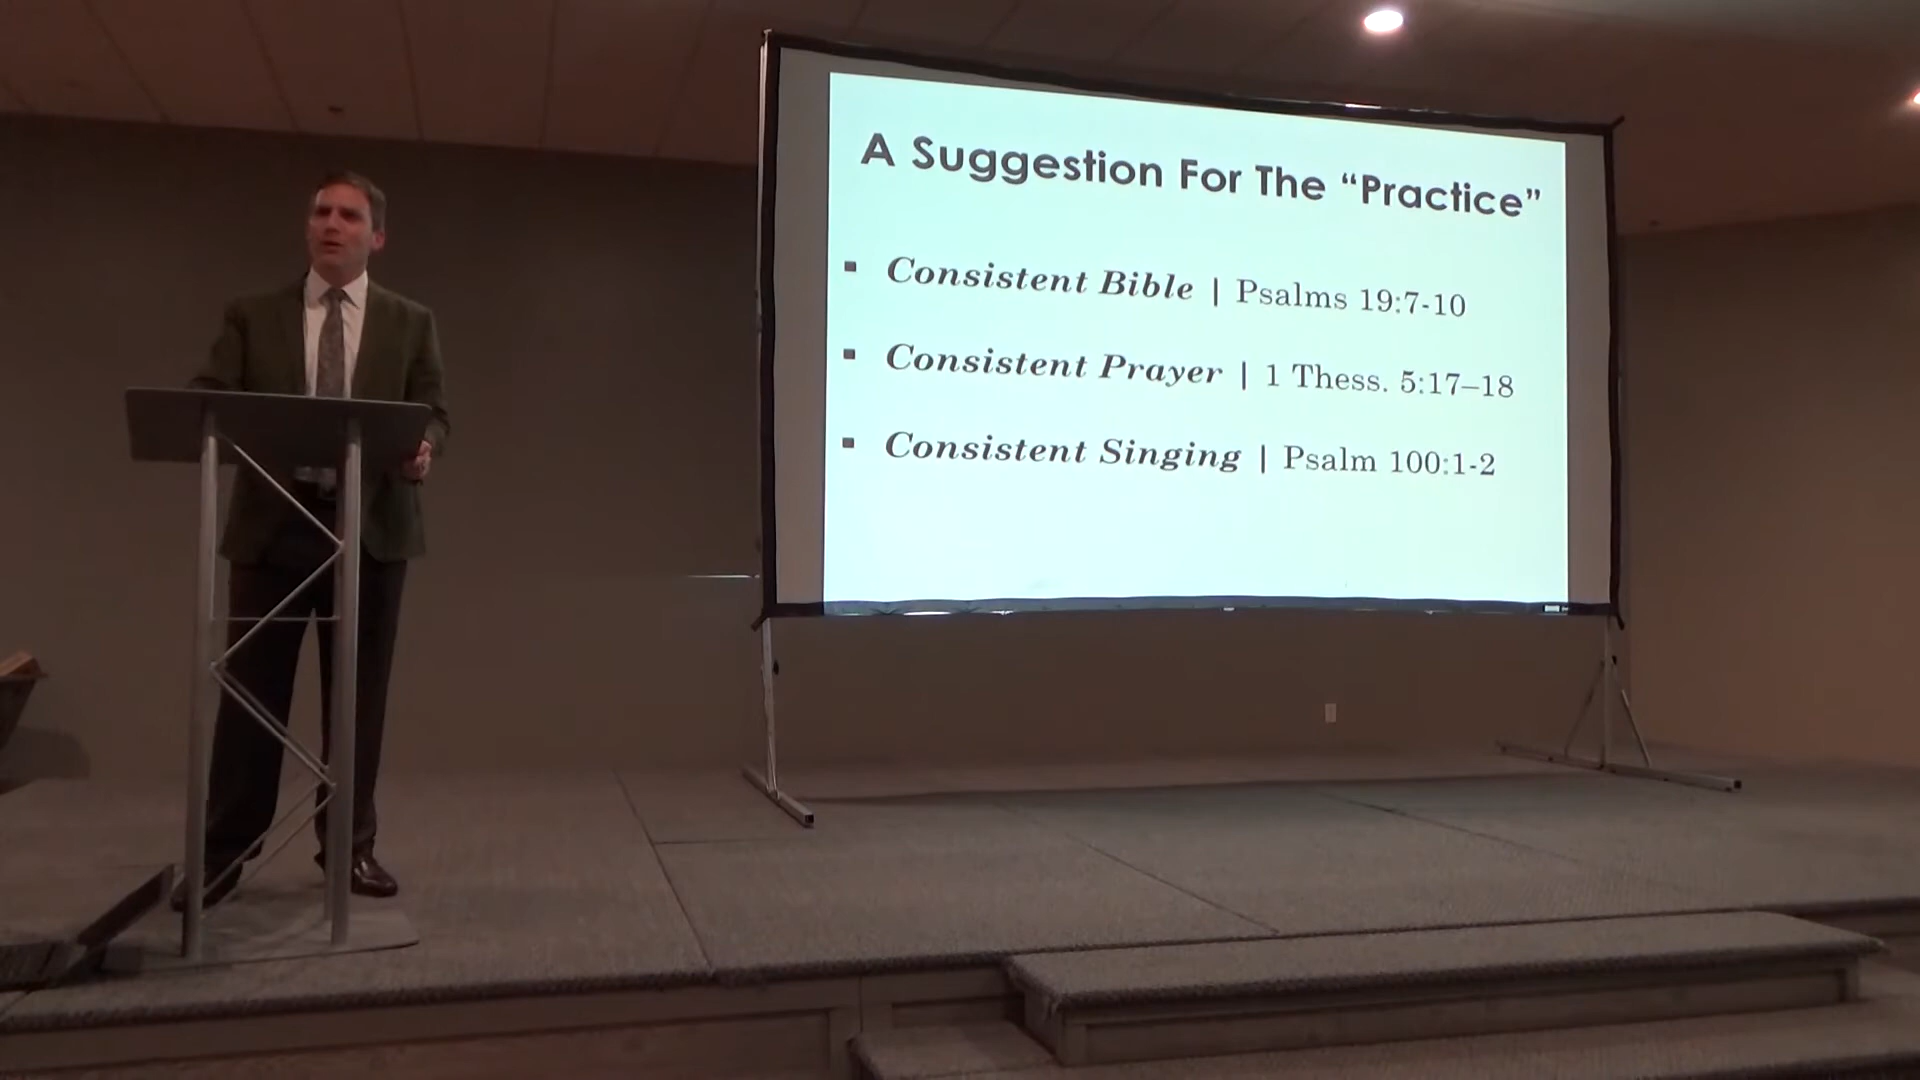 A Suggestion For The “Practice”
▪ Consistent Bible | Psalms 19:7-10
▪ Consistent Prayer | 1 Thess. 5:17–18
▪ Consistent Singing | Psalm 100:1-2